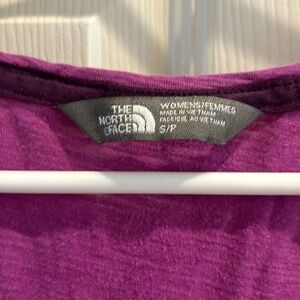 THE
NORTH
FACE
WOMENS/FEMMES
MADE IN VIETNAM
FABRIQUÉ AU VIETNAM
S/P